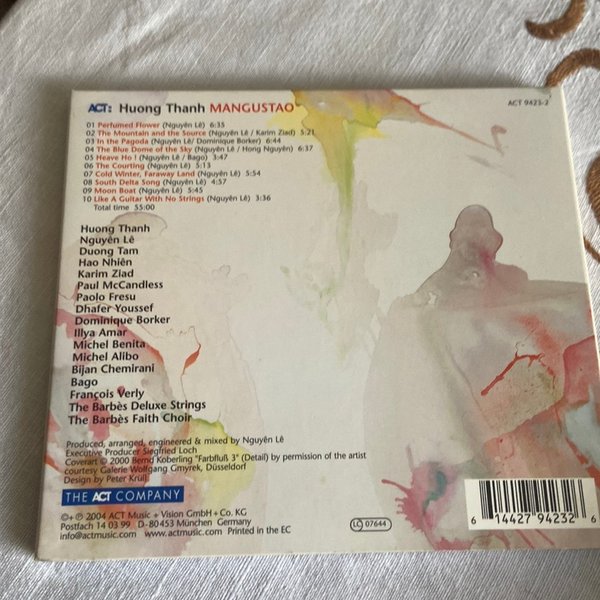 ACT: Huong Thanh MANGUSTAO
ACT 9423-2
01 Perfumed Flower (Nguyên Lê) 6:35
02 The Mountain and the Source (Nguyên Lê / Karim Ziad) 5:21
03 In the Pagoda (Nguyên Lê/ Dominique Borker) 6:44
04 The Blue Dome of the Sky (Nguyên Lê / Hong Nguyên) 6:37
05 Heave Ho ! (Nguyên Lê / Bago) 3:47
06 The Courting (Nguyên Lê) 5:13
07 Cold Winter, Faraway Land (Nguyên Lê) 5:54
08 South Delta Song (Nguyên Lê) 4:57
09 Moon Boat (Nguyên Lê) 5:45
10 Like A Guitar With No Strings (Nguyên Lê) 3:36
Total time 55:00
Huong Thanh
Nguyên Lê
Duong Tam
Hao Nhiên
Karim Ziad
Paul McCandless
Paolo Fresu
Dhafer Youssef
Dominique Borker
Illya Amar
Michel Benita
Michel Alibo
Bijan Chemirani
Bago
François Verly
The Barbès Deluxe Strings
The Barbès Faith Choir
Produced, arranged, engineered & mixed by Nguyên Lê
Executive Producer Siegfried Loch
Coverart © 2000 Bernd Koberling "Farbfluß 3" (Detail) by permission of the artist
courtesy Galerie Wolfgang Gmyrek, Düsseldorf
Design by Peter Krüll
THE ACT COMPANY
©+℗ 2004 ACT Music + Vision GmbH + Co. KG
Postfach 14 03 99 D-80453 München Germany
info@actmusic.com www.actmusic.com Printed in the EC
LC 07644
6 14427 94232 6